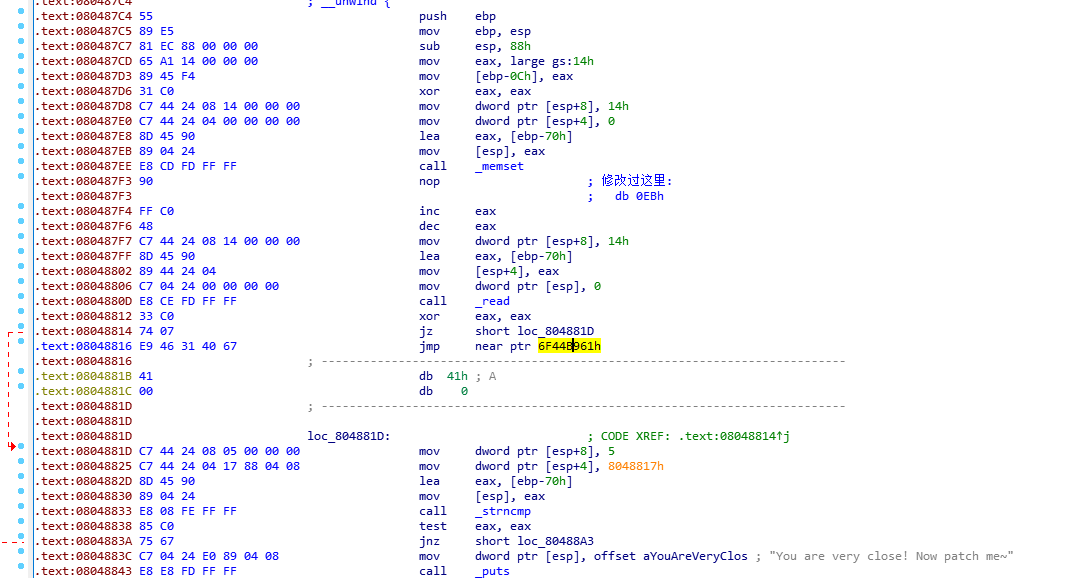 .text:080487C4 ; __unwind {
.text:080487C4 55 push ebp
.text:080487C5 89 E5 mov ebp, esp
.text:080487C7 81 EC 88 00 00 00 sub esp, 88h
.text:080487CD 65 A1 14 00 00 00 mov eax, large gs:14h
.text:080487D3 89 45 F4 mov [ebp-0Ch], eax
.text:080487D6 31 C0 xor eax, eax
.text:080487D8 C7 44 24 08 14 00 00 00 mov dword ptr [esp+8], 14h
.text:080487E0 C7 44 24 04 00 00 00 00 mov dword ptr [esp+4], 0
.text:080487E8 8D 45 90 lea eax, [ebp-70h]
.text:080487EB 89 04 24 mov [esp], eax
.text:080487EE E8 CD FD FF FF call _memset
.text:080487F3 90 nop ; 修改过这里:
.text:080487F3 ; db 0EBh
.text:080487F4 FF C0 inc eax
.text:080487F6 48 dec eax
.text:080487F7 C7 44 24 08 14 00 00 00 mov dword ptr [esp+8], 14h
.text:080487FF 8D 45 90 lea eax, [ebp-70h]
.text:08048802 89 44 24 04 mov [esp+4], eax
.text:08048806 C7 04 24 00 00 00 00 mov dword ptr [esp], 0
.text:0804880D E8 CE FD FF FF call _read
.text:08048812 33 C0 xor eax, eax
.text:08048814 74 07 jz short loc_804881D
.text:08048816 E9 46 31 40 67 jmp near ptr 6F44B961h
.text:08048816 ; ---------------------------------------------------------------------------
.text:0804881B 41 db 41h ; A
.text:0804881C 00 db 0
.text:0804881D ; ---------------------------------------------------------------------------
.text:0804881D
.text:0804881D loc_804881D: ; CODE XREF: .text:08048814↑j
.text:0804881D C7 44 24 08 05 00 00 00 mov dword ptr [esp+8], 5
.text:08048825 C7 44 24 04 17 88 04 08 mov dword ptr [esp+4], 8048817h
.text:0804882D 8D 45 90 lea eax, [ebp-70h]
.text:08048830 89 04 24 mov [esp], eax
.text:08048833 E8 08 FE FF FF call _strncmp
.text:08048838 85 C0 test eax, eax
.text:0804883A 75 67 jnz short loc_80488A3
.text:0804883C C7 04 24 E0 89 04 08 mov dword ptr [esp], offset aYouAreVeryClos ; "You are very close! Now patch me~"
.text:08048843 E8 E8 FD FF FF call _puts